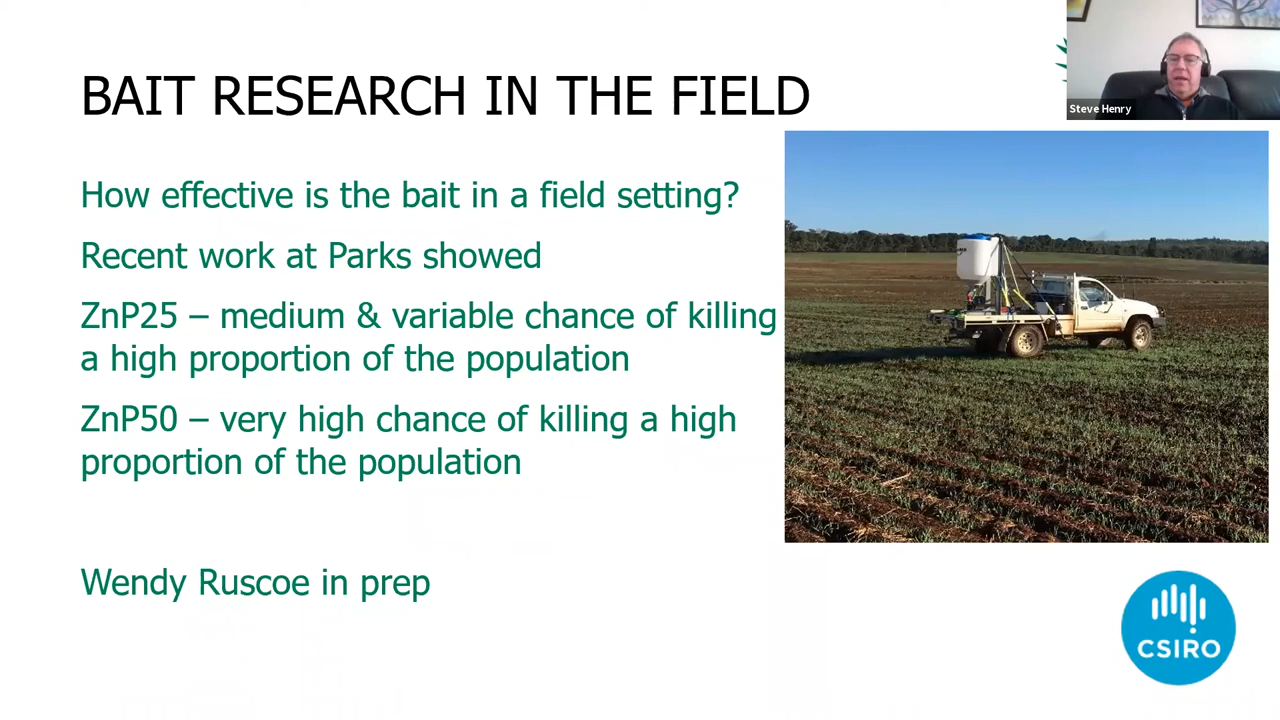 BAIT RESEARCH IN THE FIELD
Steve Henry
How effective is the bait in a field setting?
Recent work at Parks showed
ZnP25 – medium & variable chance of killing
a high proportion of the population
ZnP50 – very high chance of killing a high
proportion of the population
Wendy Ruscoe in prep
CSIRO